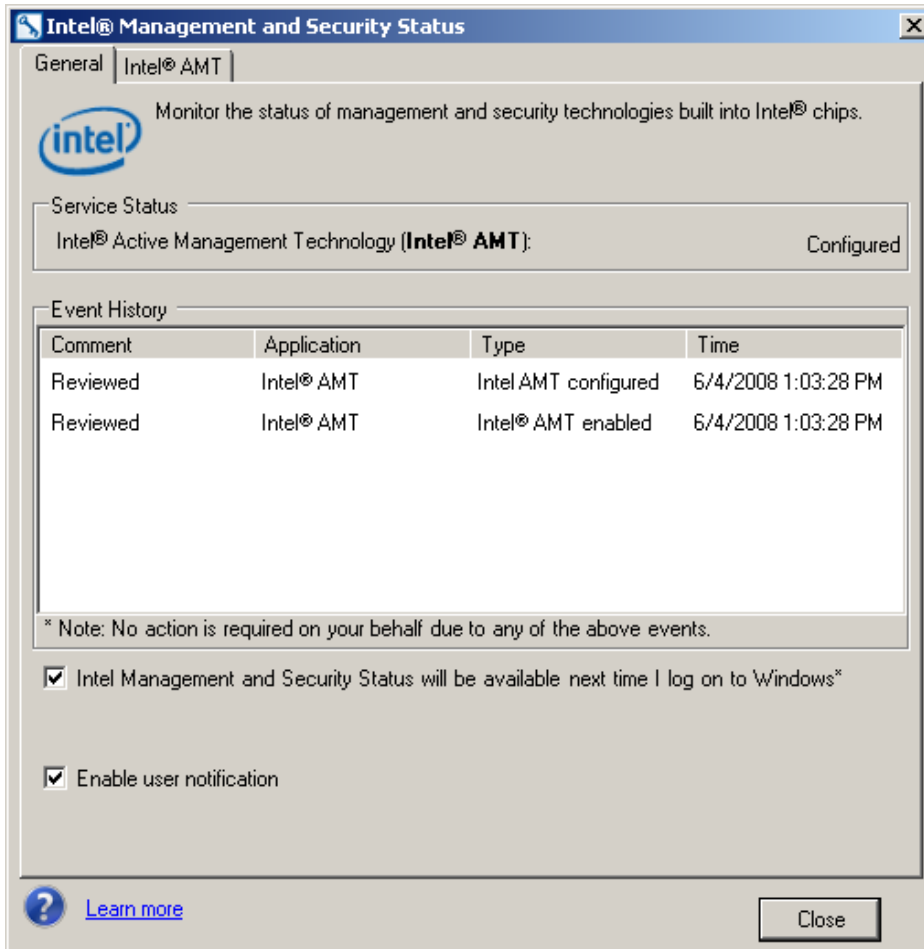 Intel® Management and Security Status
General
Intel® AMT
intel
Monitor the status of management and security technologies built into Intel® chips.
Service Status
Intel® Active Management Technology (Intel® AMT):
Configured
Event History
Comment Application Type Time
Reviewed Intel® AMT Intel AMT configured 6/4/2008 1:03:28 PM
Reviewed Intel® AMT Intel® AMT enabled 6/4/2008 1:03:28 PM
* Note: No action is required on your behalf due to any of the above events.
Intel Management and Security Status will be available next time I log on to Windows*
Enable user notification
? Learn more
Close